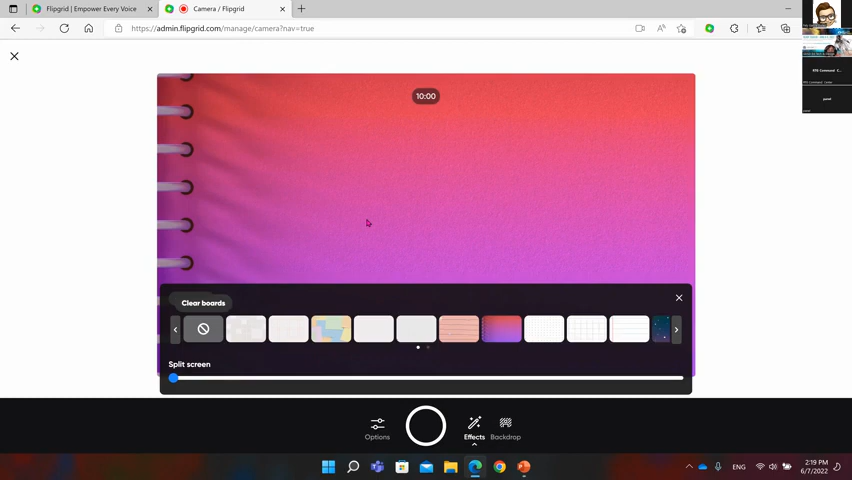 Flipgrid | Empower Every Voice
Camera / Flipgrid
https://admin.flipgrid.com/manage/camera?nav=true
10:00
Clear boards
Split screen
Options
Effects
Backdrop
ENG
2:19 PM
6/7/2022